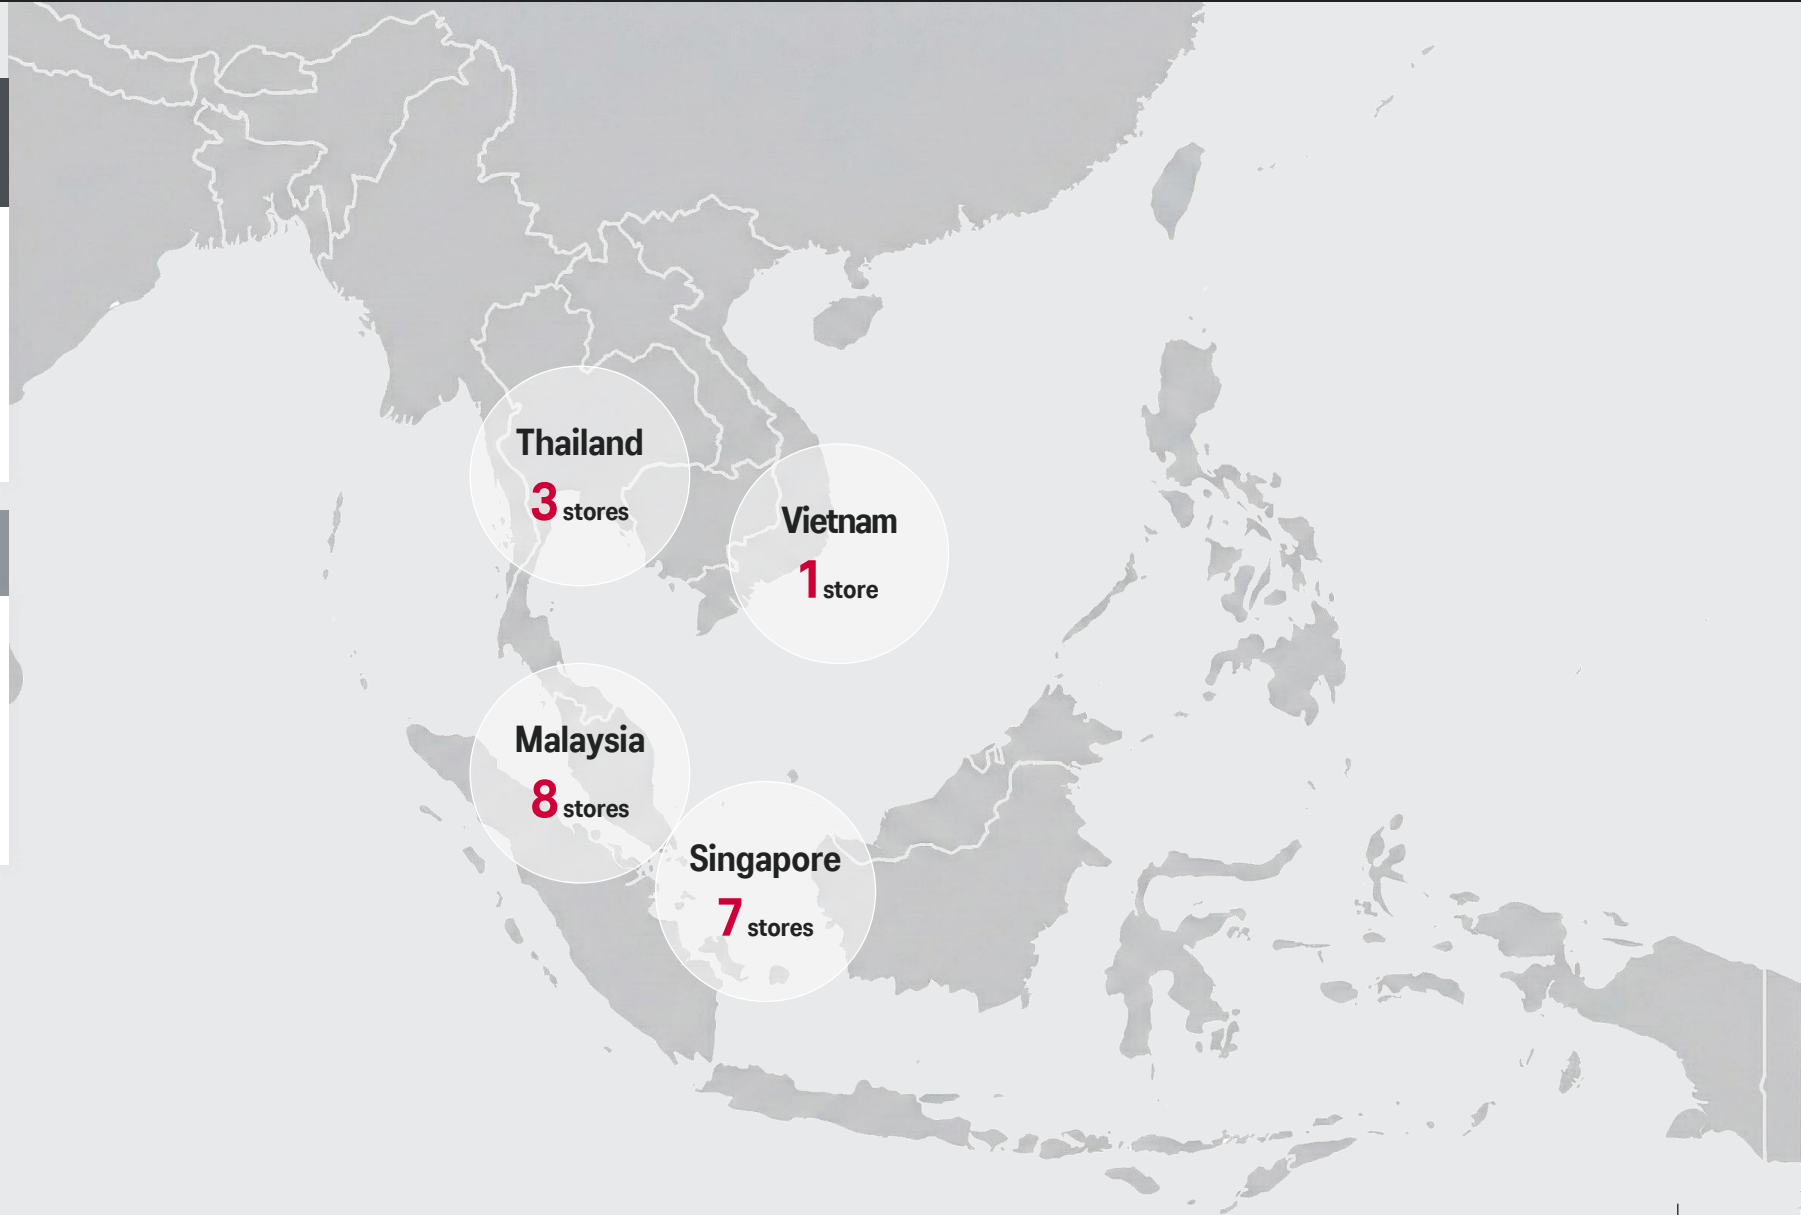 Thailand
3 stores
Vietnam
1 store
Malaysia
8 stores
Singapore
7 stores